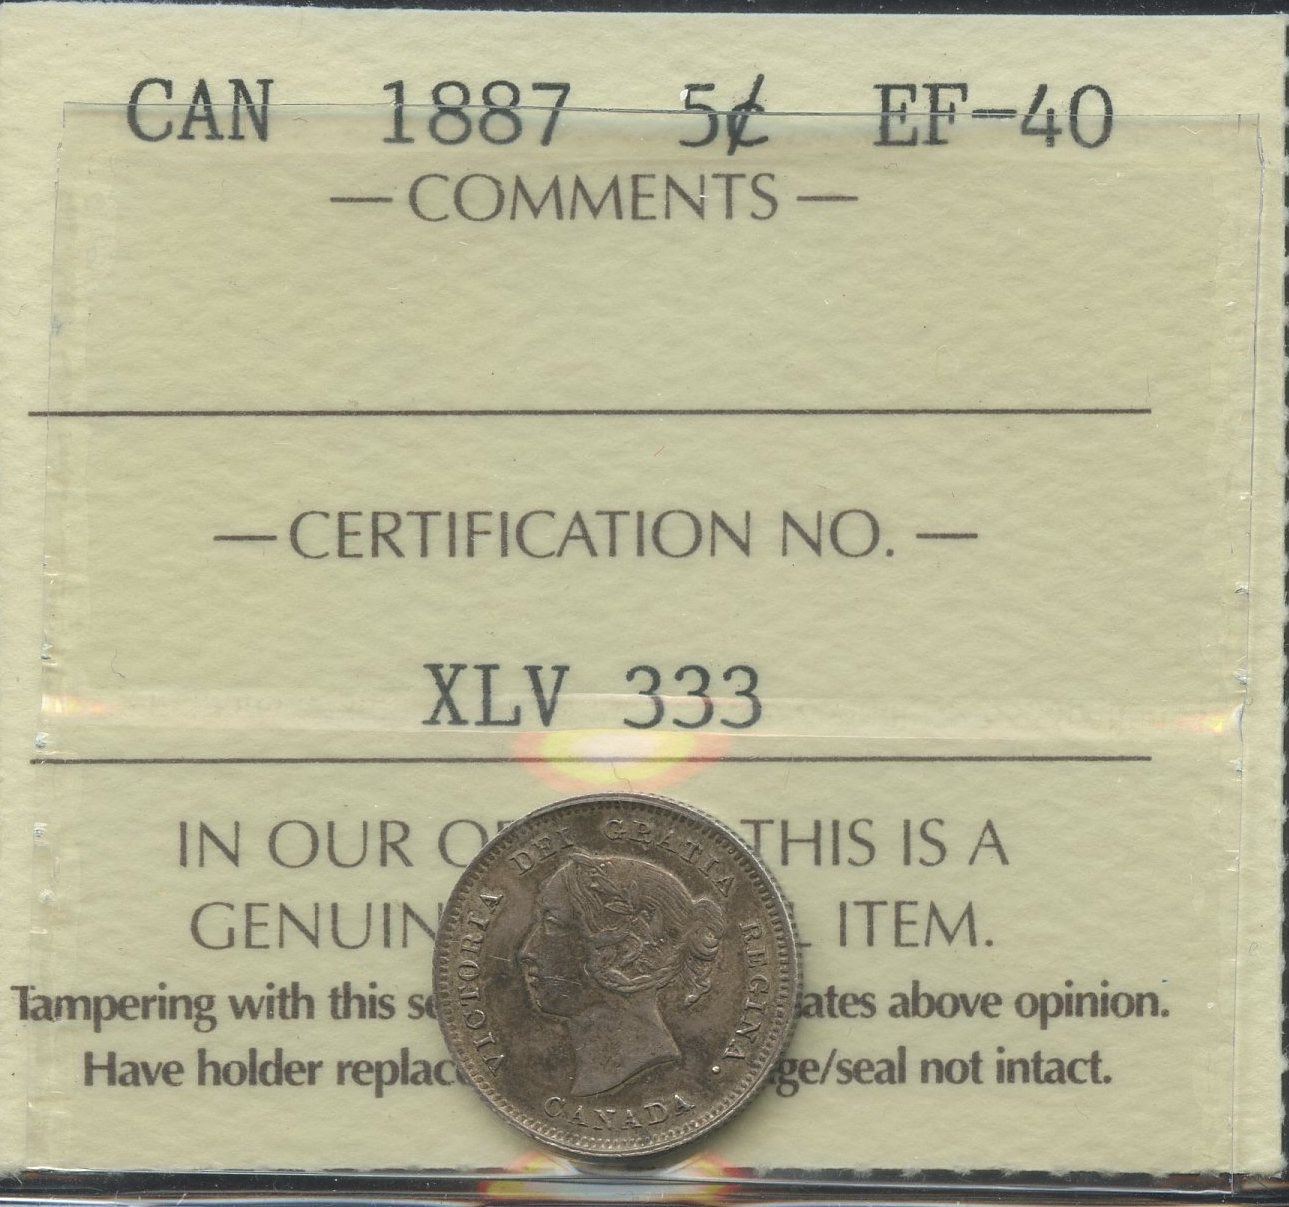 CAN 1887 5¢ EF-40
— COMMENTS —
— CERTIFICATION NO. —
XLV 333
IN OUR O THIS IS A
GENUIN ITEM.
Tampering with this se ates above opinion.
Have holder replac ge/seal not intact.
VICTORIA DEI GRATIA REGINA.
CANADA